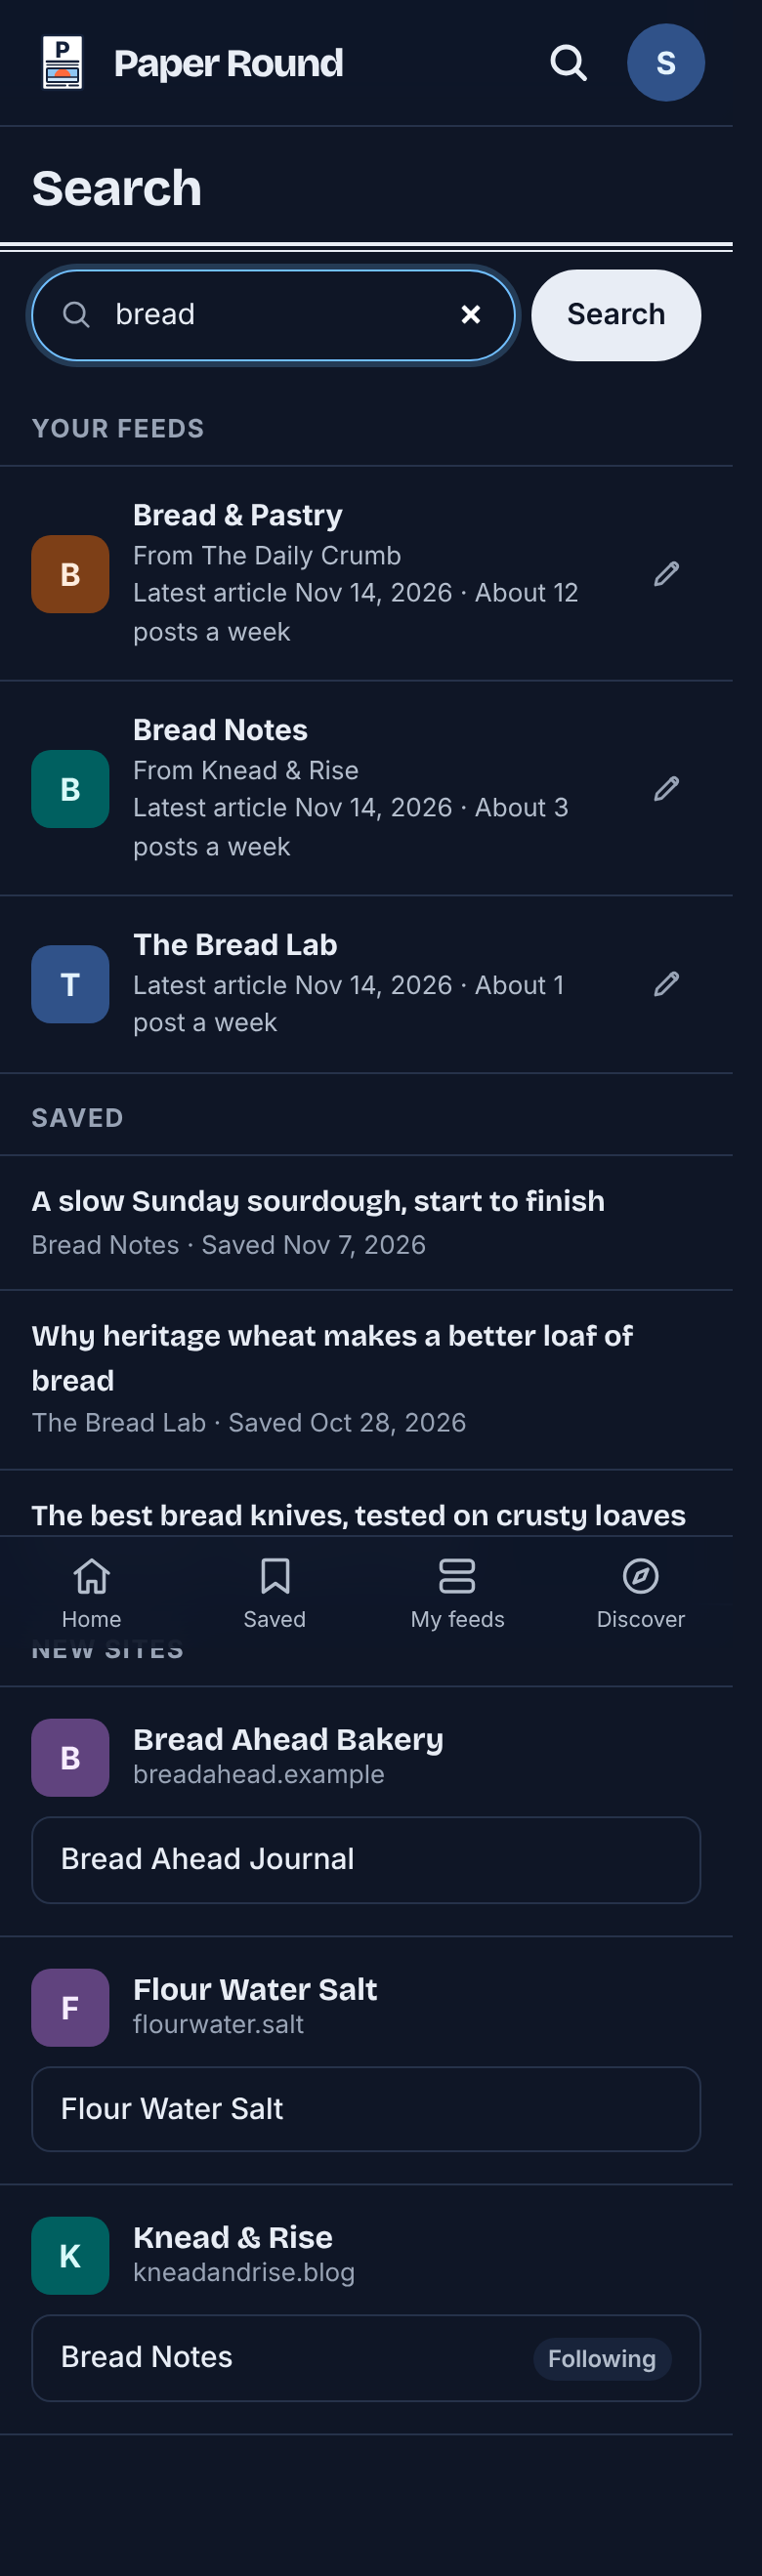 P
Paper Round
S
Search
bread
Search
YOUR FEEDS
B
Bread & Pastry
From The Daily Crumb
Latest article Nov 14, 2026 · About 12
posts a week
B
Bread Notes
From Knead & Rise
Latest article Nov 14, 2026 · About 3
posts a week
T
The Bread Lab
Latest article Nov 14, 2026 · About 1
post a week
SAVED
A slow Sunday sourdough, start to finish
Bread Notes · Saved Nov 7, 2026
Why heritage wheat makes a better loaf of
bread
The Bread Lab · Saved Oct 28, 2026
The best bread knives, tested on crusty loaves
Home
Saved
My feeds
Discover
NEW SITES
B
Bread Ahead Bakery
breadahead.example
Bread Ahead Journal
F
Flour Water Salt
flourwater.salt
Flour Water Salt
K
Knead & Rise
kneadandrise.blog
Bread Notes
Following